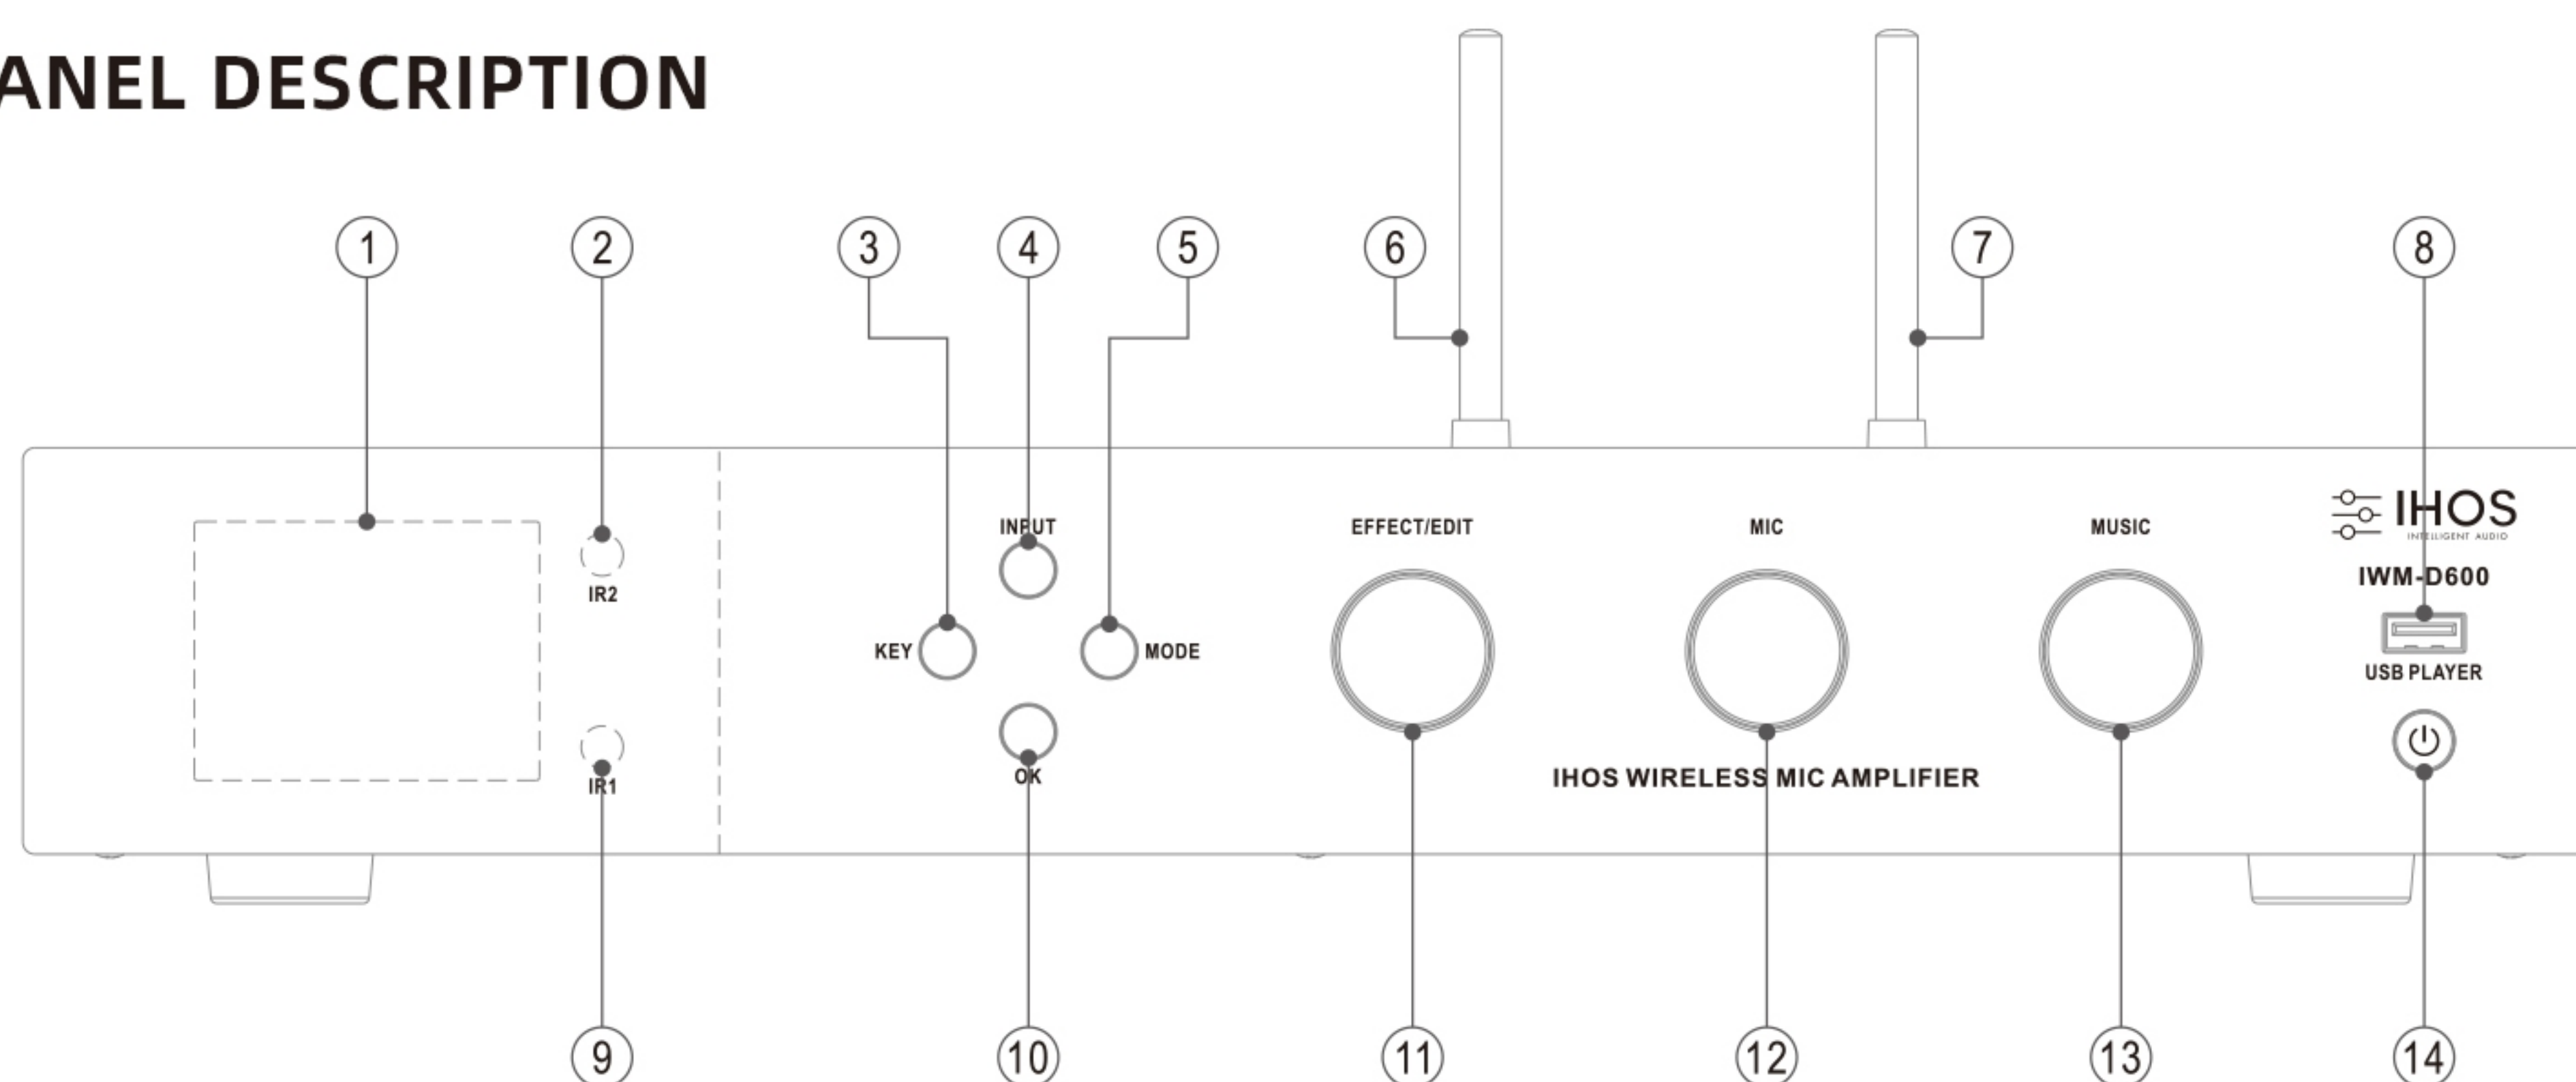 ANEL DESCRIPTION
1 2 3 4 5 6 7 8
INPUT EFFECT/EDIT MIC MUSIC IHOS
INTELLIGENT AUDIO
IWM-D600
IR2
KEY MODE
USB PLAYER
IR1 OK IHOS WIRELESS MIC AMPLIFIER
9 10 11 12 13 14